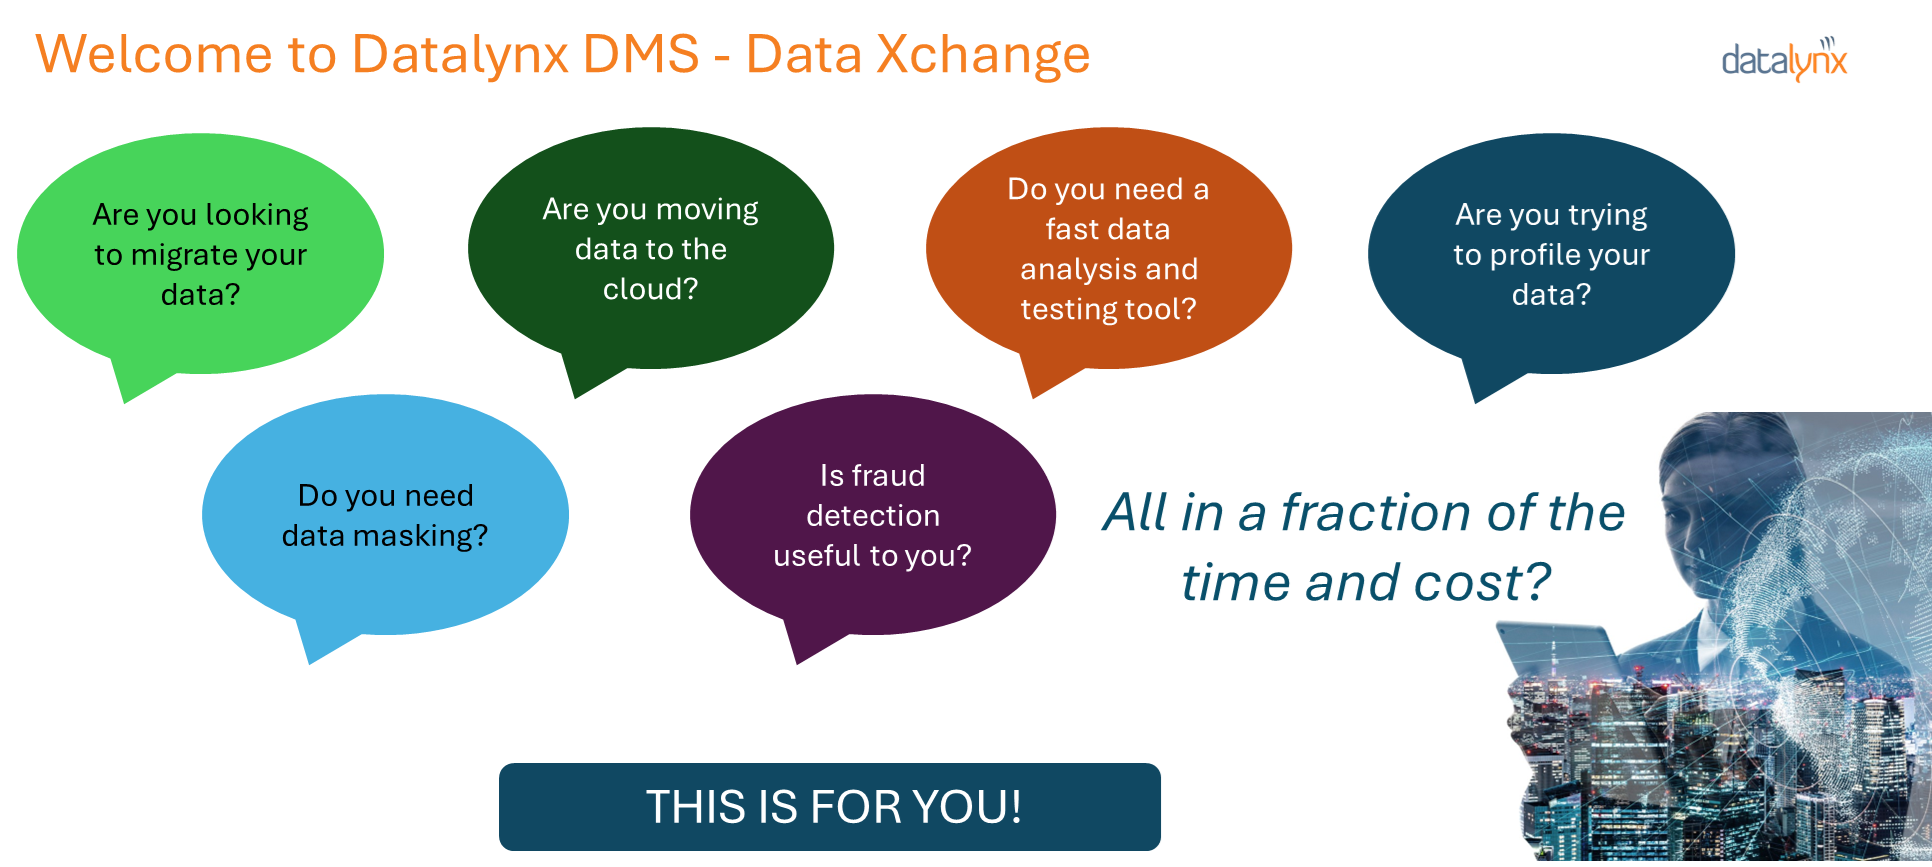 Welcome to Datalynx DMS - Data Xchange
datalynx
Are you looking
to migrate your
data?
Are you moving
data to the
cloud?
Do you need a
fast data
analysis and
testing tool?
Are you trying
to profile your
data?
Do you need
data masking?
Is fraud
detection
useful to you?
All in a fraction of the
time and cost?
THIS IS FOR YOU!